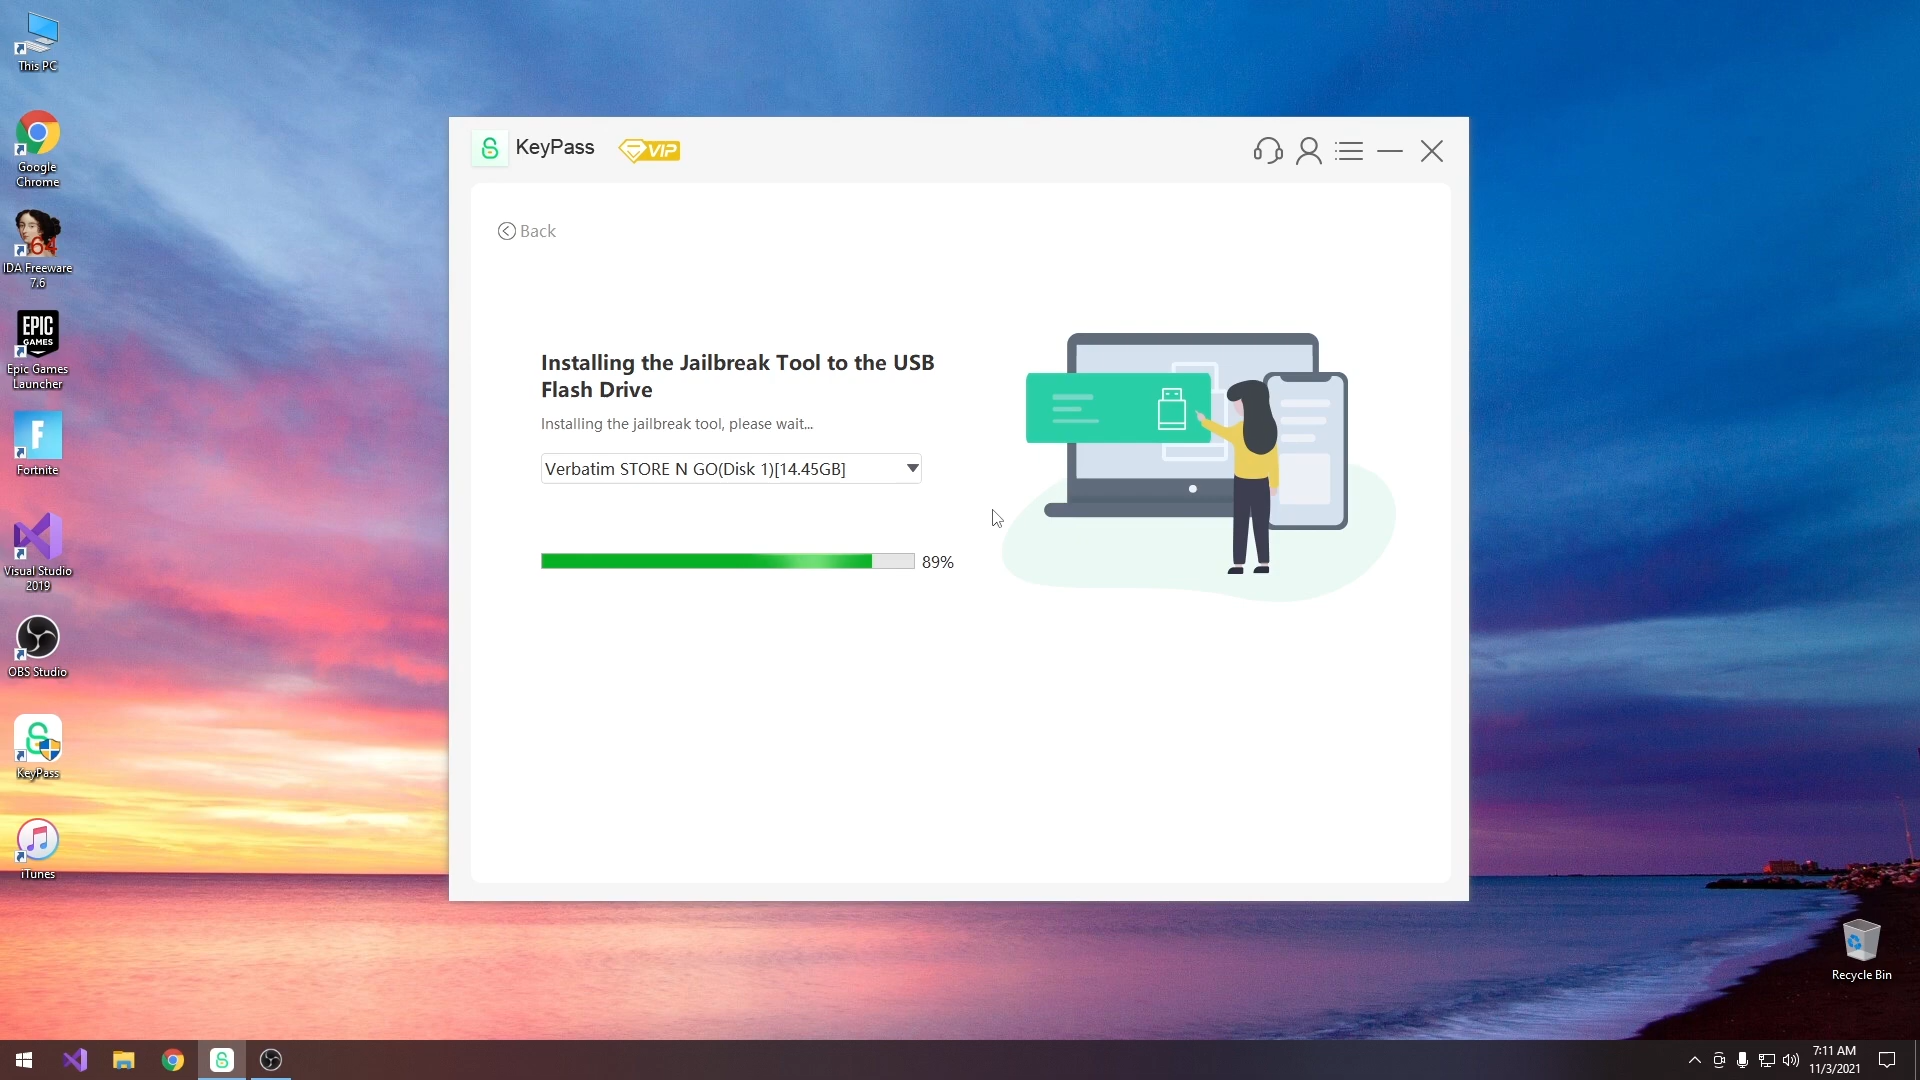 This PC
Google
Chrome
64
IDA Freeware
7.6
EPIC
GAMES
Epic Games
Launcher
F
Fortnite
Visual Studio
2019
OBS Studio
KeyPass
iTunes
KeyPass
VIP
Back
Installing the Jailbreak Tool to the USB
Flash Drive
Installing the jailbreak tool, please wait...
Verbatim STORE N GO(Disk 1)[14.45GB]
89%
Recycle Bin
7:11 AM
11/3/2021